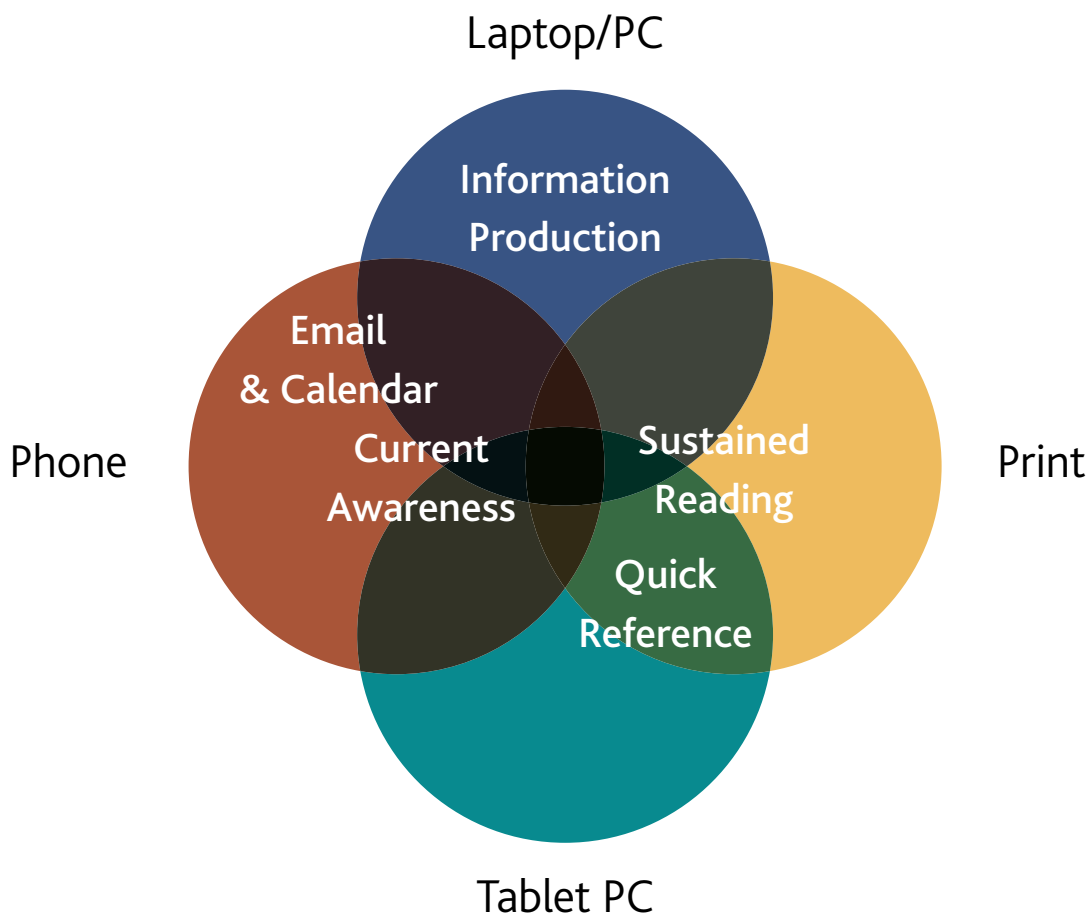 Laptop/PC
Information
Production
Email
& Calendar
Current
Awareness
Sustained
Reading
Quick
Reference
Phone
Print
Tablet PC